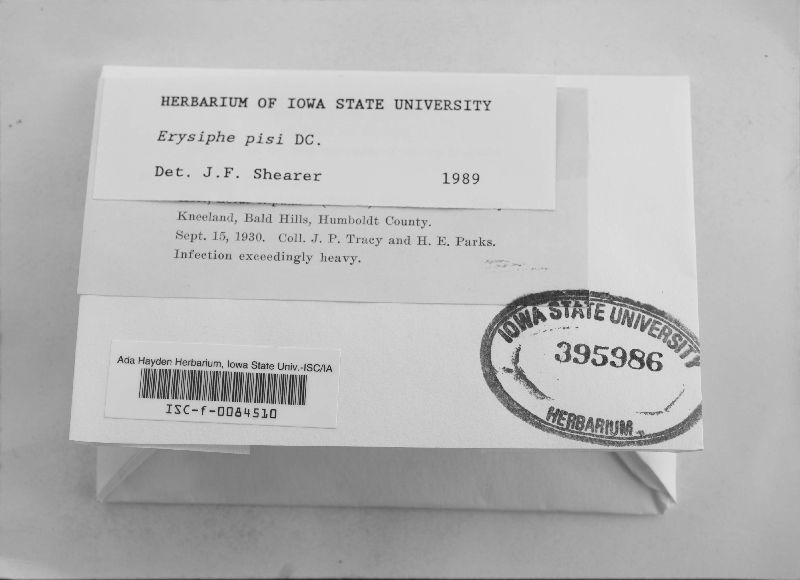 HERBARIUM OF IOWA STATE UNIVERSITY
Erysiphe pisi DC.
Det. J.F. Shearer 1989
Kneeland, Bald Hills, Humboldt County.
Sept. 15, 1930. Coll. J. P. Tracy and H. E. Parks.
Infection exceedingly heavy.
IOWA STATE UNIVERSITY
395986
HERBARIUM
Ada Hayden Herbarium, Iowa State Univ.-ISC/IA
ISC-f-0084510